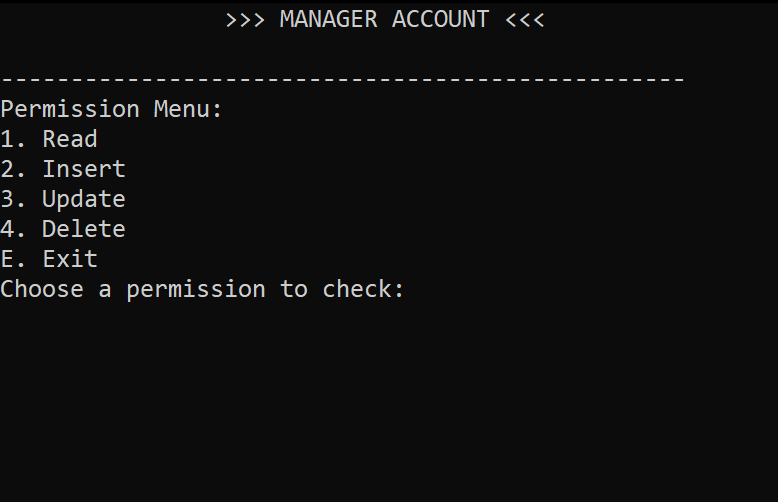 >>> MANAGER ACCOUNT <<<
-------------------------------------------------
Permission Menu:
1. Read
2. Insert
3. Update
4. Delete
E. Exit
Choose a permission to check: